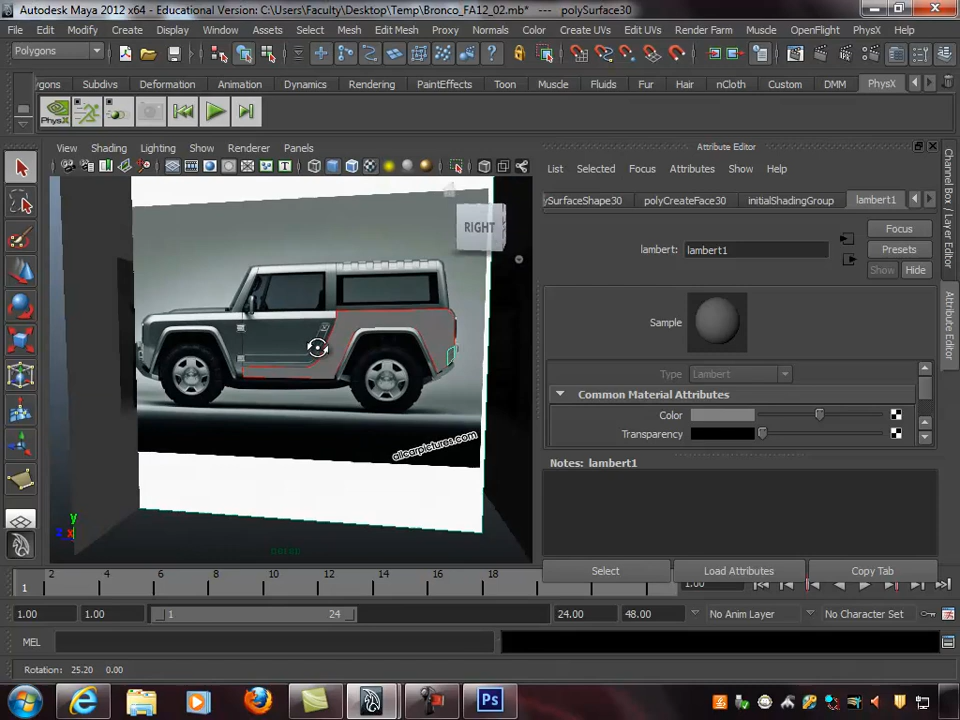 Autodesk Maya 2012 x64 - Educational Version: C:\Users\Faculty\Desktop\Temp\Bronco_FA12_02.mb* --- polySurface30
File Edit Modify Create Display Window Assets Select Mesh Edit Mesh Proxy Normals Color Create UVs Edit UVs Render Farm Muscle OpenFlight PhysX Help
Polygons
ygons Subdivs Deformation Animation Dynamics Rendering PaintEffects Toon Muscle Fluids Fur Hair nCloth Custom DMM PhysX
PhysX
View Shading Lighting Show Renderer Panels
Attribute Editor
List Selected Focus Attributes Show Help
ySurfaceShape30 polyCreateFace30 initialShadingGroup lambert1
lambert: lambert1
Focus
Presets
Show Hide
Sample
Type Lambert
Common Material Attributes
Color
Transparency
Notes: lambert1
Select Load Attributes Copy Tab
Channel Box / Layer Editor
Attribute Editor
RIGHT
allcarpictures.com
y
z x
persp
2 4 6 8 10 12 14 16 18
1
1.00
1.00 1.00 1 24 24.00 48.00 No Anim Layer No Character Set
MEL
Rotation: 25.20 0.00
Ps